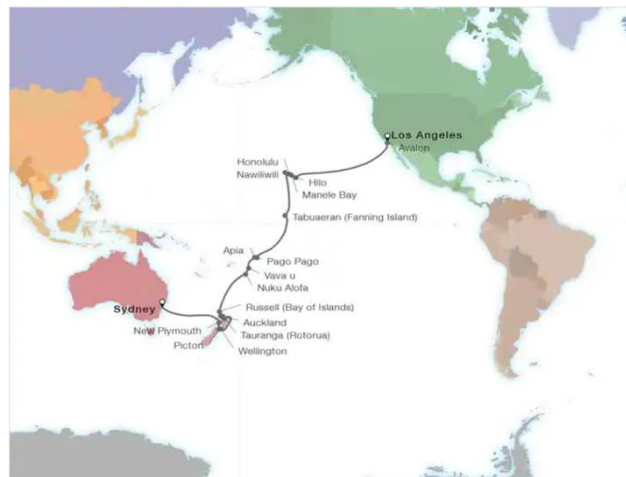 Los Angeles
Avalon
Honolulu
Nawiliwili
Hilo
Manele Bay
Tabuaeran (Fanning Island)
Apia
Pago Pago
Vava u
Nuku Alofa
Sydney
Russell (Bay of Islands)
Auckland
New Plymouth
Tauranga (Rotorua)
Picton
Wellington